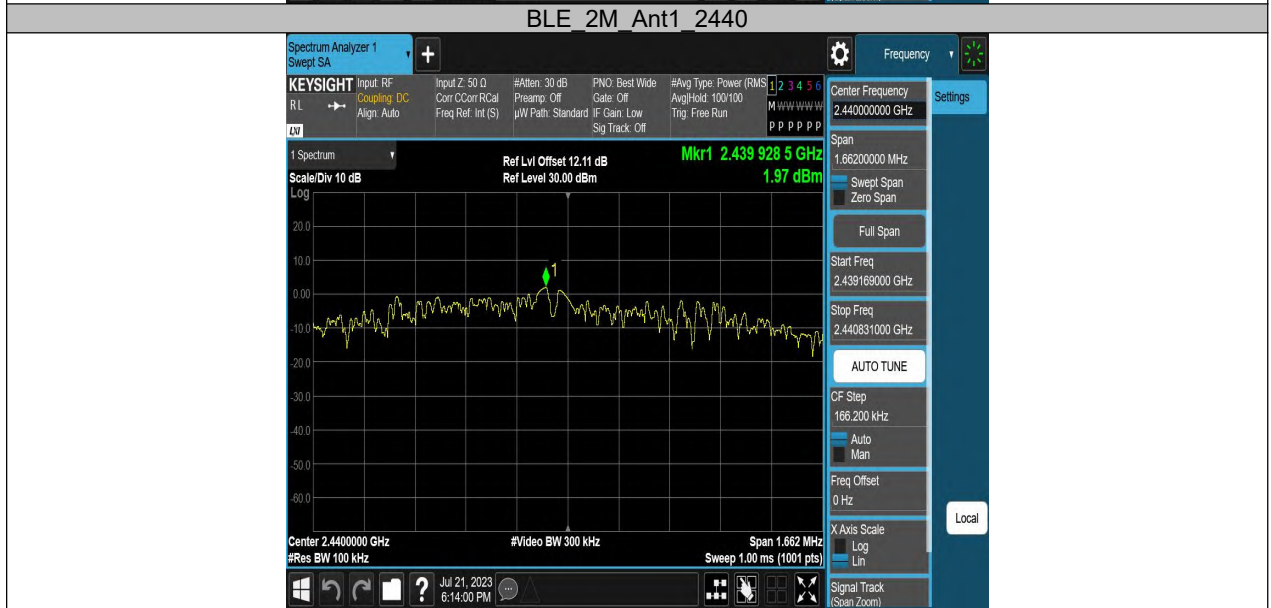 BLE_2M_Ant1_2440
Spectrum Analyzer 1
Swept SA
+
Frequency
KEYSIGHT
RL
LXI
Input: RF
Coupling: DC
Align: Auto
Input Z: 50 Ω
Corr CCorr RCal
Freq Ref: Int (S)
#Atten: 30 dB
Preamp: Off
µW Path: Standard
PNO: Best Wide
Gate: Off
IF Gain: Low
Sig Track: Off
#Avg Type: Power (RMS
Avg|Hold: 100/100
Trig: Free Run
1 2 3 4 5 6
M W W W W W
P P P P P P
Center Frequency
2.440000000 GHz
Settings
Span
1.66200000 MHz
Swept Span
Zero Span
Full Span
Start Freq
2.439169000 GHz
Stop Freq
2.440831000 GHz
AUTO TUNE
CF Step
166.200 kHz
Auto
Man
Freq Offset
0 Hz
X Axis Scale
Log
Lin
Signal Track
(Span Zoom)
Local
1 Spectrum
Scale/Div 10 dB
Log
Ref Lvl Offset 12.11 dB
Ref Level 30.00 dBm
Mkr1 2.439 928 5 GHz
1.97 dBm
20.0
10.0
1
0.00
-10.0
-20.0
-30.0
-40.0
-50.0
-60.0
Center 2.4400000 GHz
#Res BW 100 kHz
#Video BW 300 kHz
Span 1.662 MHz
Sweep 1.00 ms (1001 pts)
?
Jul 21, 2023
6:14:00 PM